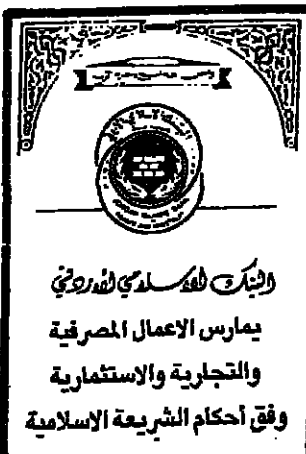 البنك الإسلامي الأردني
يمارس الاعمال المصرفية
والتجارية والاستثمارية
وفق أحكام الشريعة الاسلامية